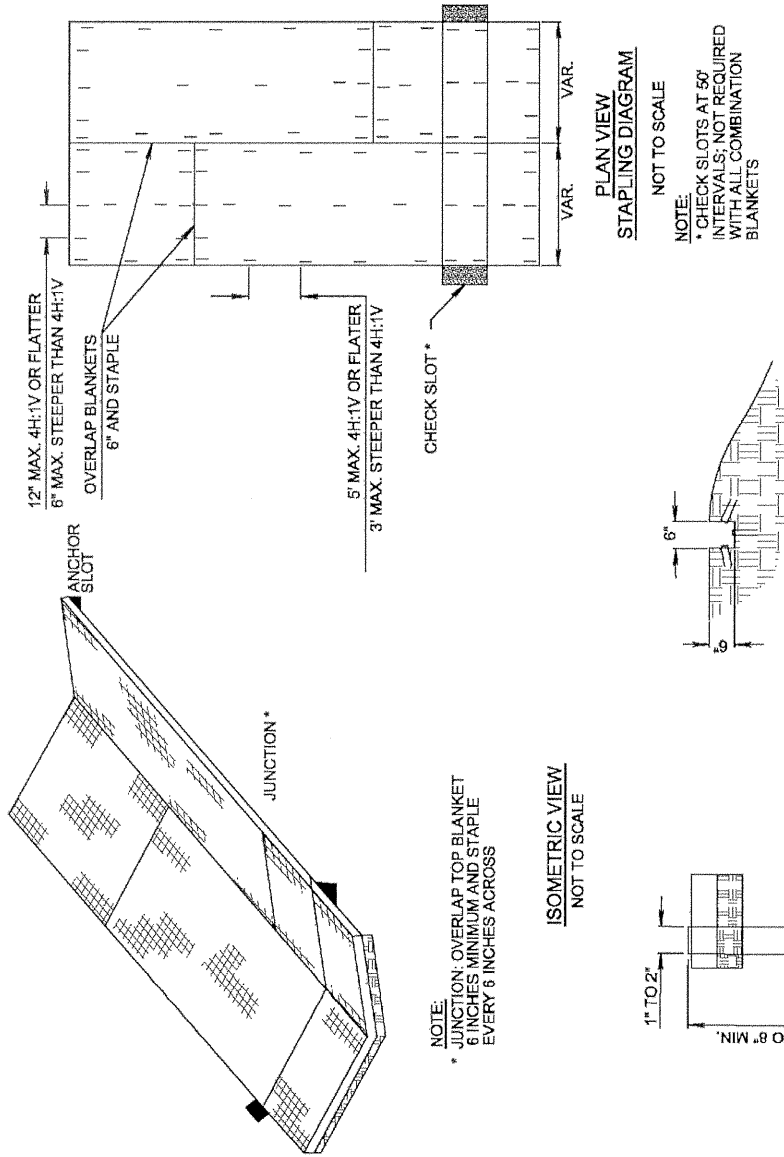 12" MAX. 4H:1V OR FLATTER
6" MAX. STEEPER THAN 4H:1V
OVERLAP BLANKETS
6" AND STAPLE
5' MAX. 4H:1V OR FLATER
3' MAX. STEEPER THAN 4H:1V
CHECK SLOT *
VAR.
VAR.
PLAN VIEW
STAPLING DIAGRAM
NOT TO SCALE
NOTE:
* CHECK SLOTS AT 50'
INTERVALS; NOT REQUIRED
WITH ALL COMBINATION
BLANKETS
ANCHOR
SLOT
JUNCTION *
NOTE:
* JUNCTION: OVERLAP TOP BLANKET
6 INCHES MINIMUM AND STAPLE
EVERY 6 INCHES ACROSS
ISOMETRIC VIEW
NOT TO SCALE
6"
6"
1" TO 2"
8" MIN.